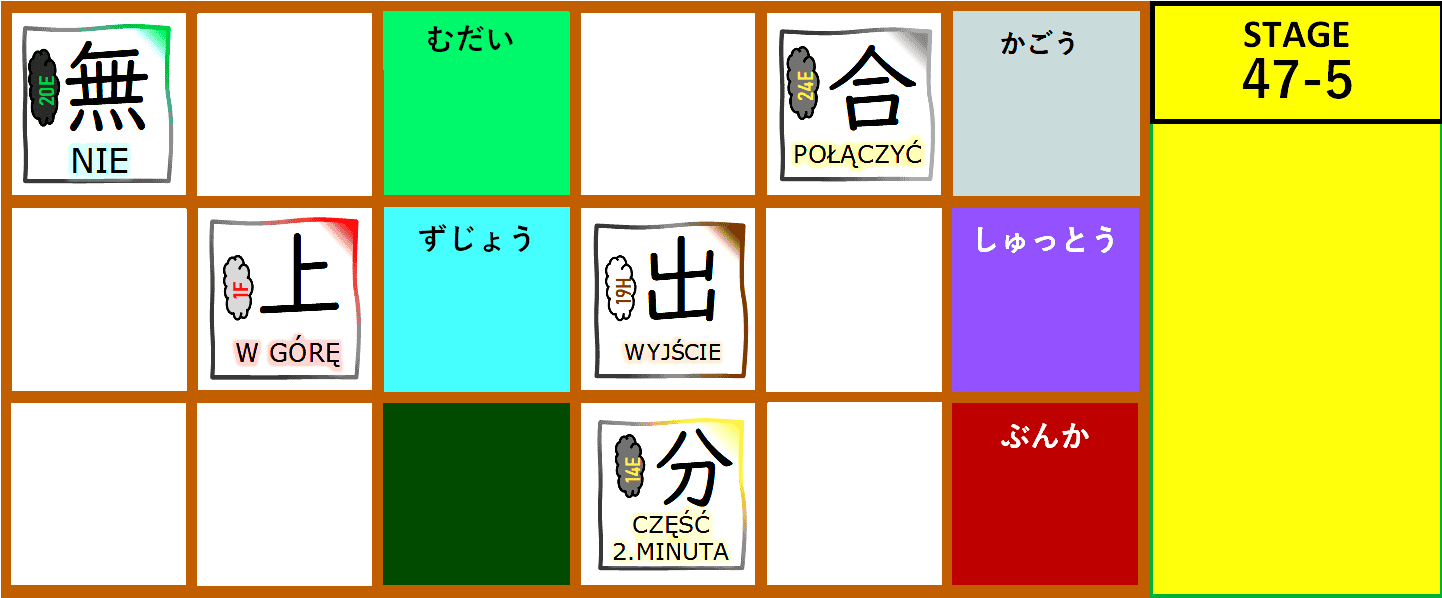 20E
無
NIE
むだい
24E
合
POŁĄCZYĆ
かごう
STAGE
47-5
1F
上
W GÓRĘ
ずじょう
19H
出
WYJŚCIE
しゅっとう
14E
分
CZĘŚĆ
2.MINUTA
ぶんか